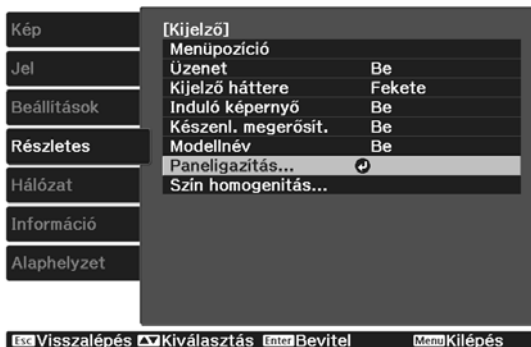 Kép
Jel
Beállítások
Részletes
Hálózat
Információ
Alaphelyzet
[Kijelző]
Menüpozíció
Üzenet Be
Kijelző háttere Fekete
Induló képernyő Be
Készenl. megerősít. Be
Modellnév Be
Paneligazítás...
Szín homogenitás...
Esc Visszalépés Kiválasztás Enter Bevitel Menu Kilépés